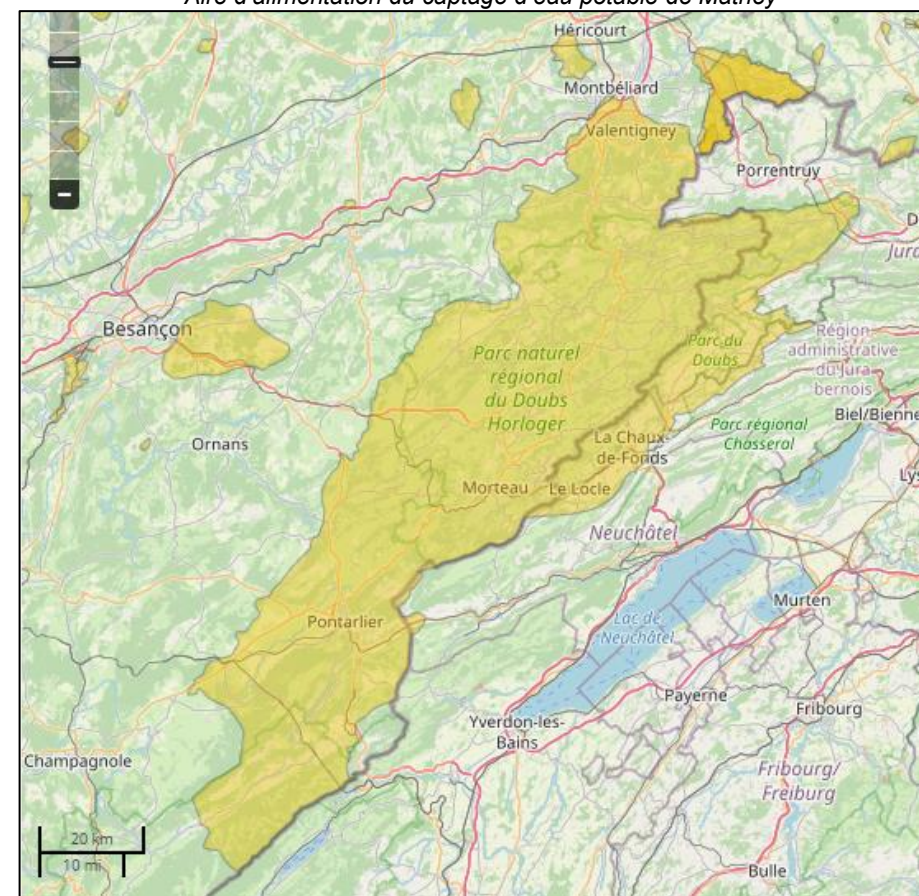 Aire d'alimentation du captage d'eau potable de Mathay
Héricourt
Montbéliard
Valentigney
Porrentruy
Jura
Besançon
Parc naturel
régional
du Doubs
Horloger
Parc du
Doubs
Région
administrative
du Jura
bernois
Biel/Bienne
Ornans
La Chaux-
de-Fonds
Parc régional
Chasseral
Lys
Morteau
Le Locle
Neuchâtel
Murten
Pontarlier
Lac de
Neuchâtel
Payerne
Fribourg
Yverdon-les-
Bains
Champagnole
Fribourg/
Freiburg
20 km
10 mi
Bulle